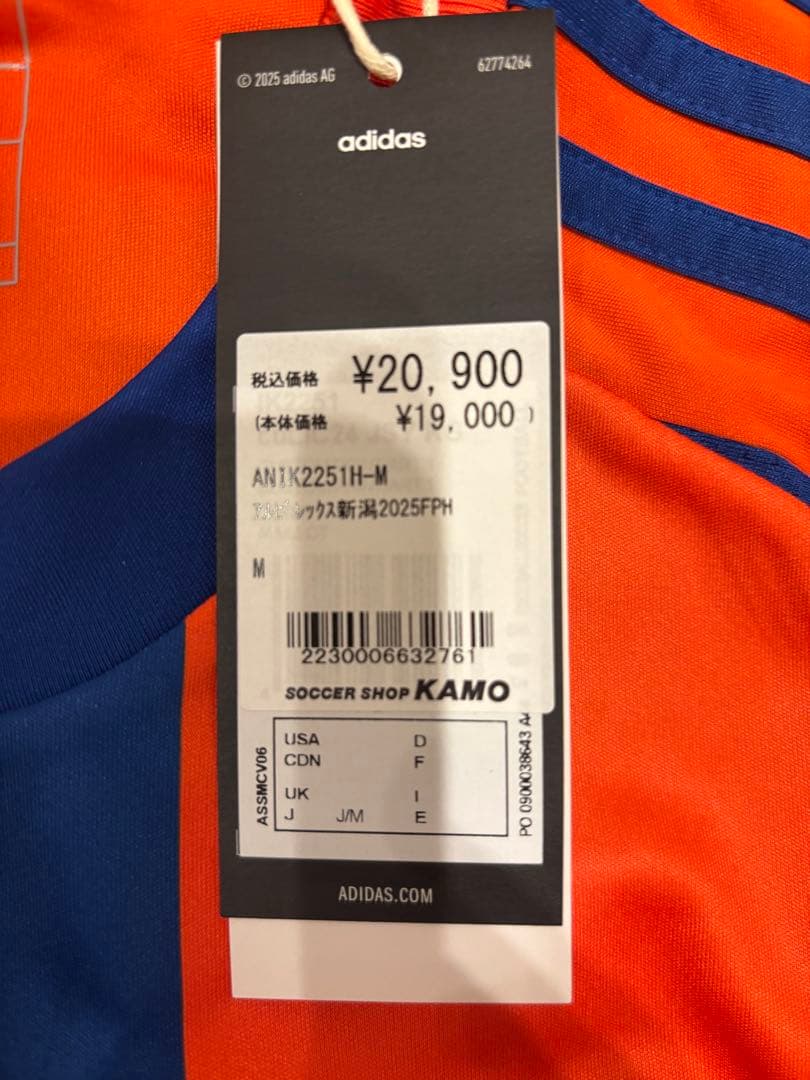 © 2025 adidas AG
62774264
adidas
税込価格 ¥20,900
(本体価格 ¥19,000)
ANIK2251H-M
アルビレックス新潟2025FPH
M
2230006632761
SOCCER SHOP KAMO
ASSMCV06
USA D
CDN F
UK I
J J/M E
PO 0900038643
ADIDAS.COM